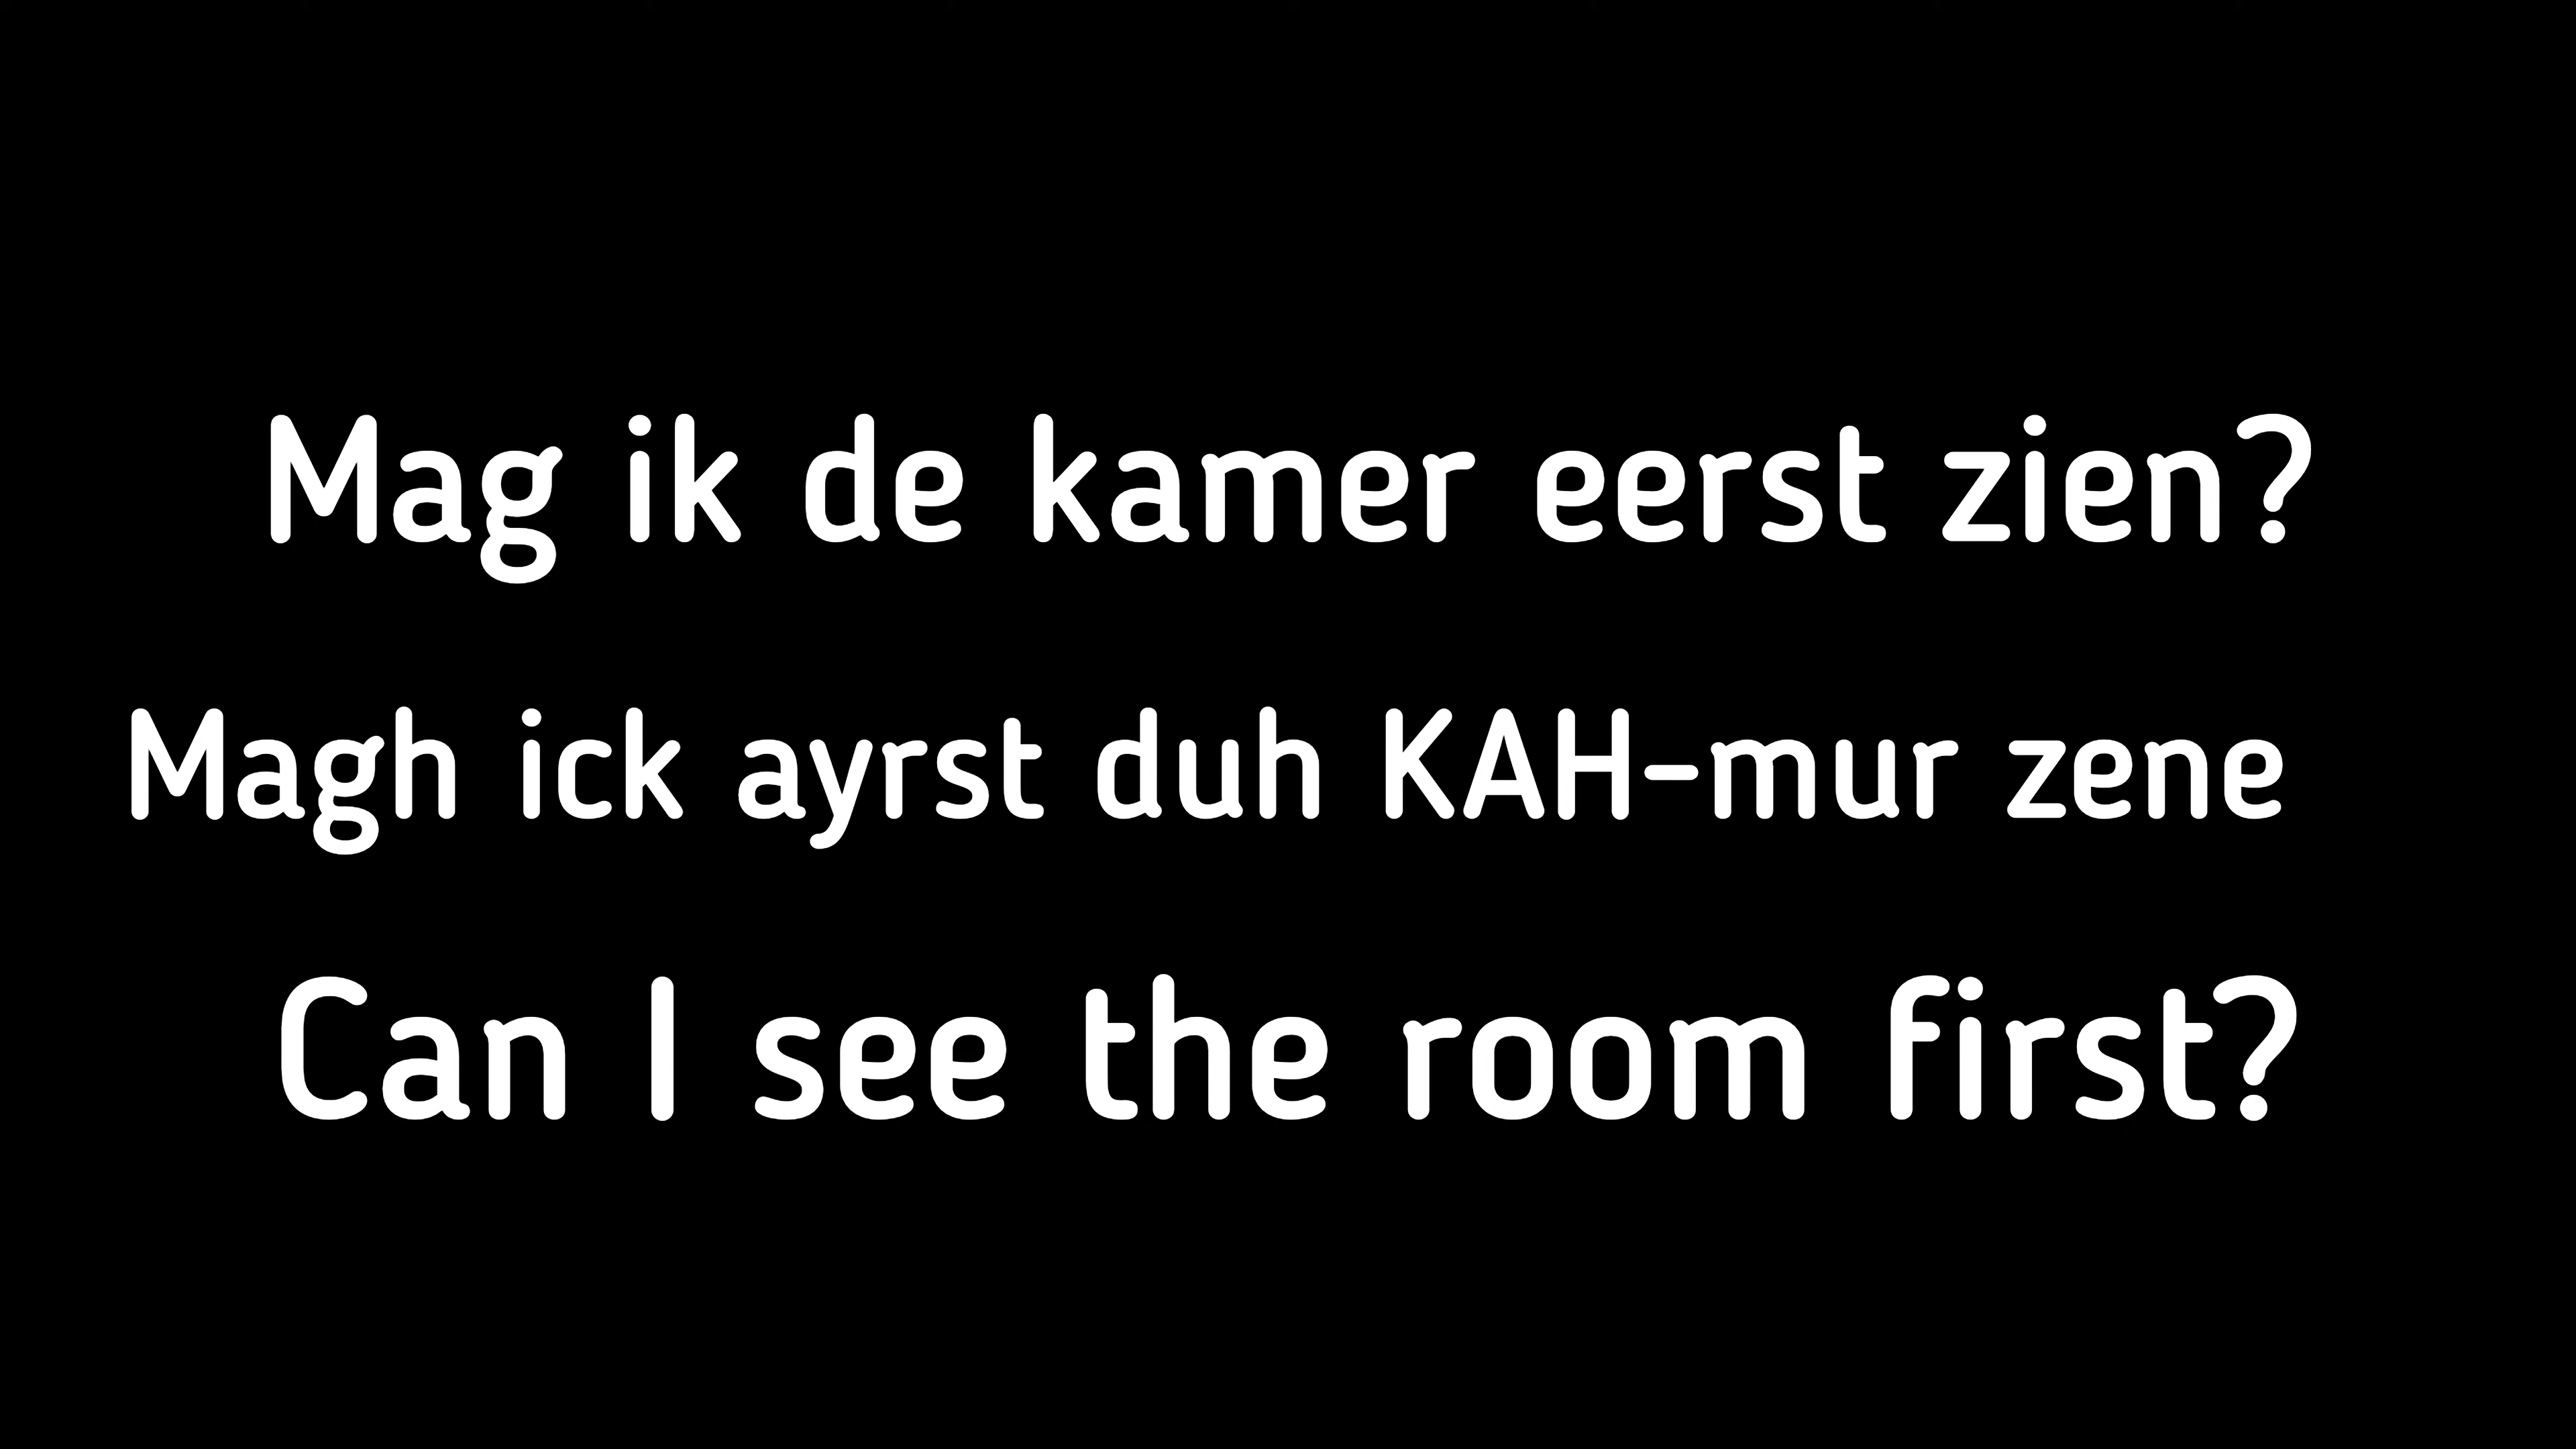 Mag ik de kamer eerst zien?
Magh ick ayrst duh KAH-mur zene
Can I see the room first?